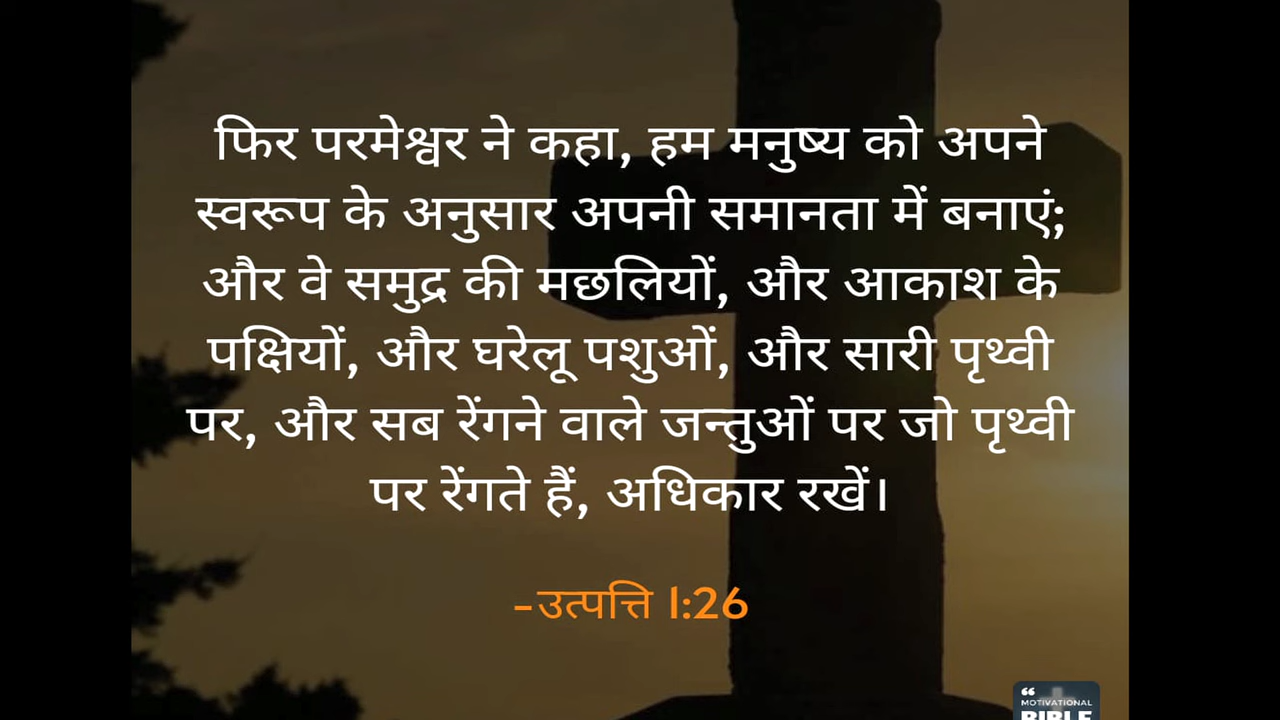 फिर परमेश्वर ने कहा, हम मनुष्य को अपने
स्वरूप के अनुसार अपनी समानता में बनाएं;
और वे समुद्र की मछलियों, और आकाश के
पक्षियों, और घरेलू पशुओं, और सारी पृथ्वी
पर, और सब रेंगने वाले जन्तुओं पर जो पृथ्वी
पर रेंगते हैं, अधिकार रखें।
-उत्पत्ति 1:26
MOTIVATIONAL
BIBLE